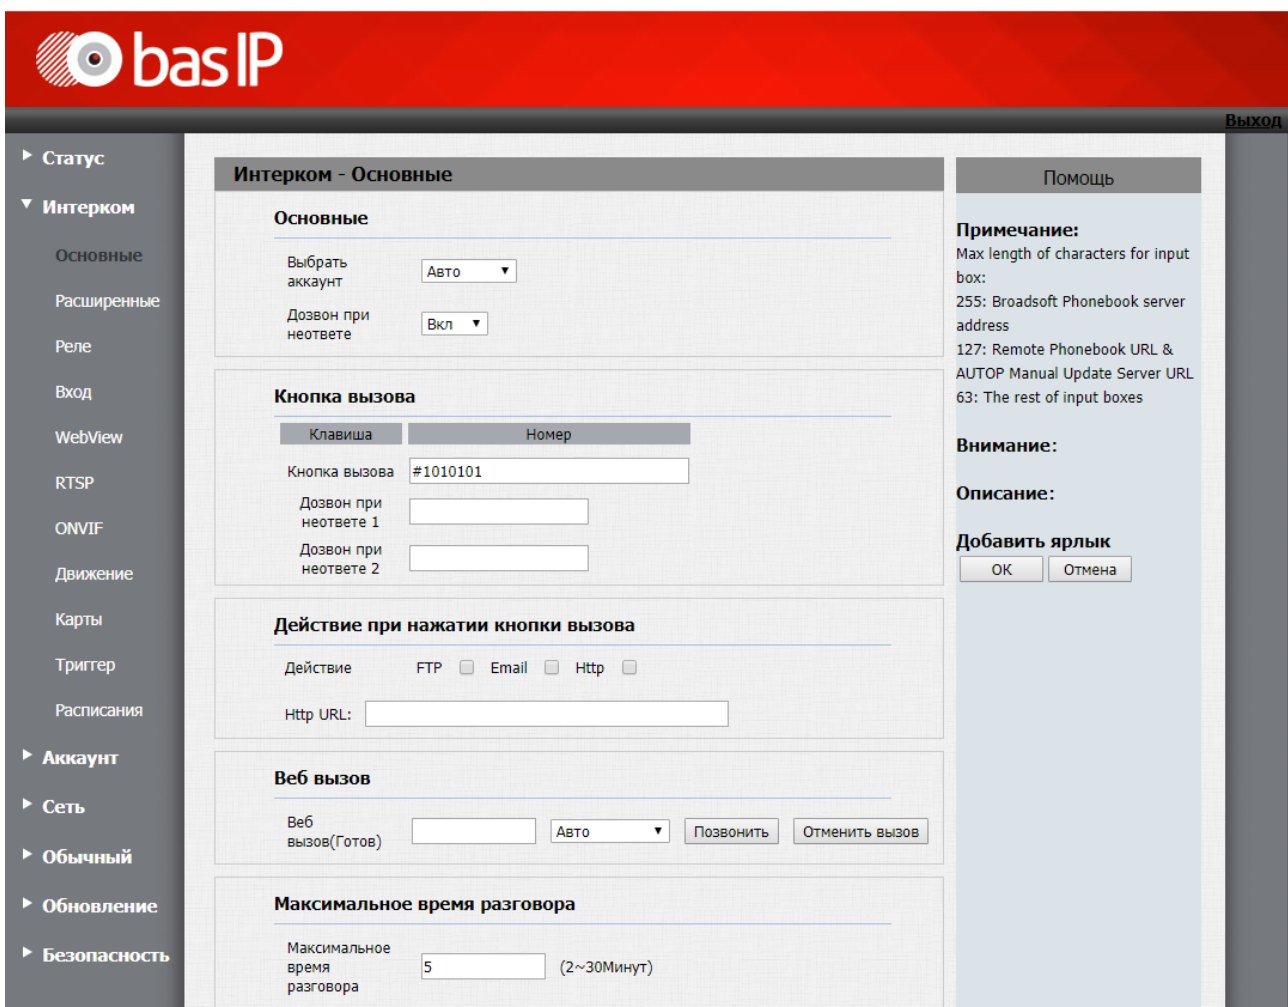 basIP
Выход
Статус
Интерком
Основные
Расширенные
Реле
Вход
WebView
RTSP
ONVIF
Движение
Карты
Триггер
Расписания
Аккаунт
Сеть
Обычный
Обновление
Безопасность
Интерком - Основные
Основные
Выбрать
аккаунт
Авто
Дозвон при
неответе
Вкл
Кнопка вызова
Клавиша Номер
Кнопка вызова #1010101
Дозвон при
неответе 1
Дозвон при
неответе 2
Действие при нажатии кнопки вызова
Действие FTP Email Http
Http URL:
Веб вызов
Веб
вызов(Готов)
Авто Позвонить Отменить вызов
Максимальное время разговора
Максимальное
время
разговора
5 (2~30Минут)
Помощь
Примечание:
Max length of characters for input
box:
255: Broadsoft Phonebook server
address
127: Remote Phonebook URL &
AUTOP Manual Update Server URL
63: The rest of input boxes
Внимание:
Описание:
Добавить ярлык
ОК Отмена